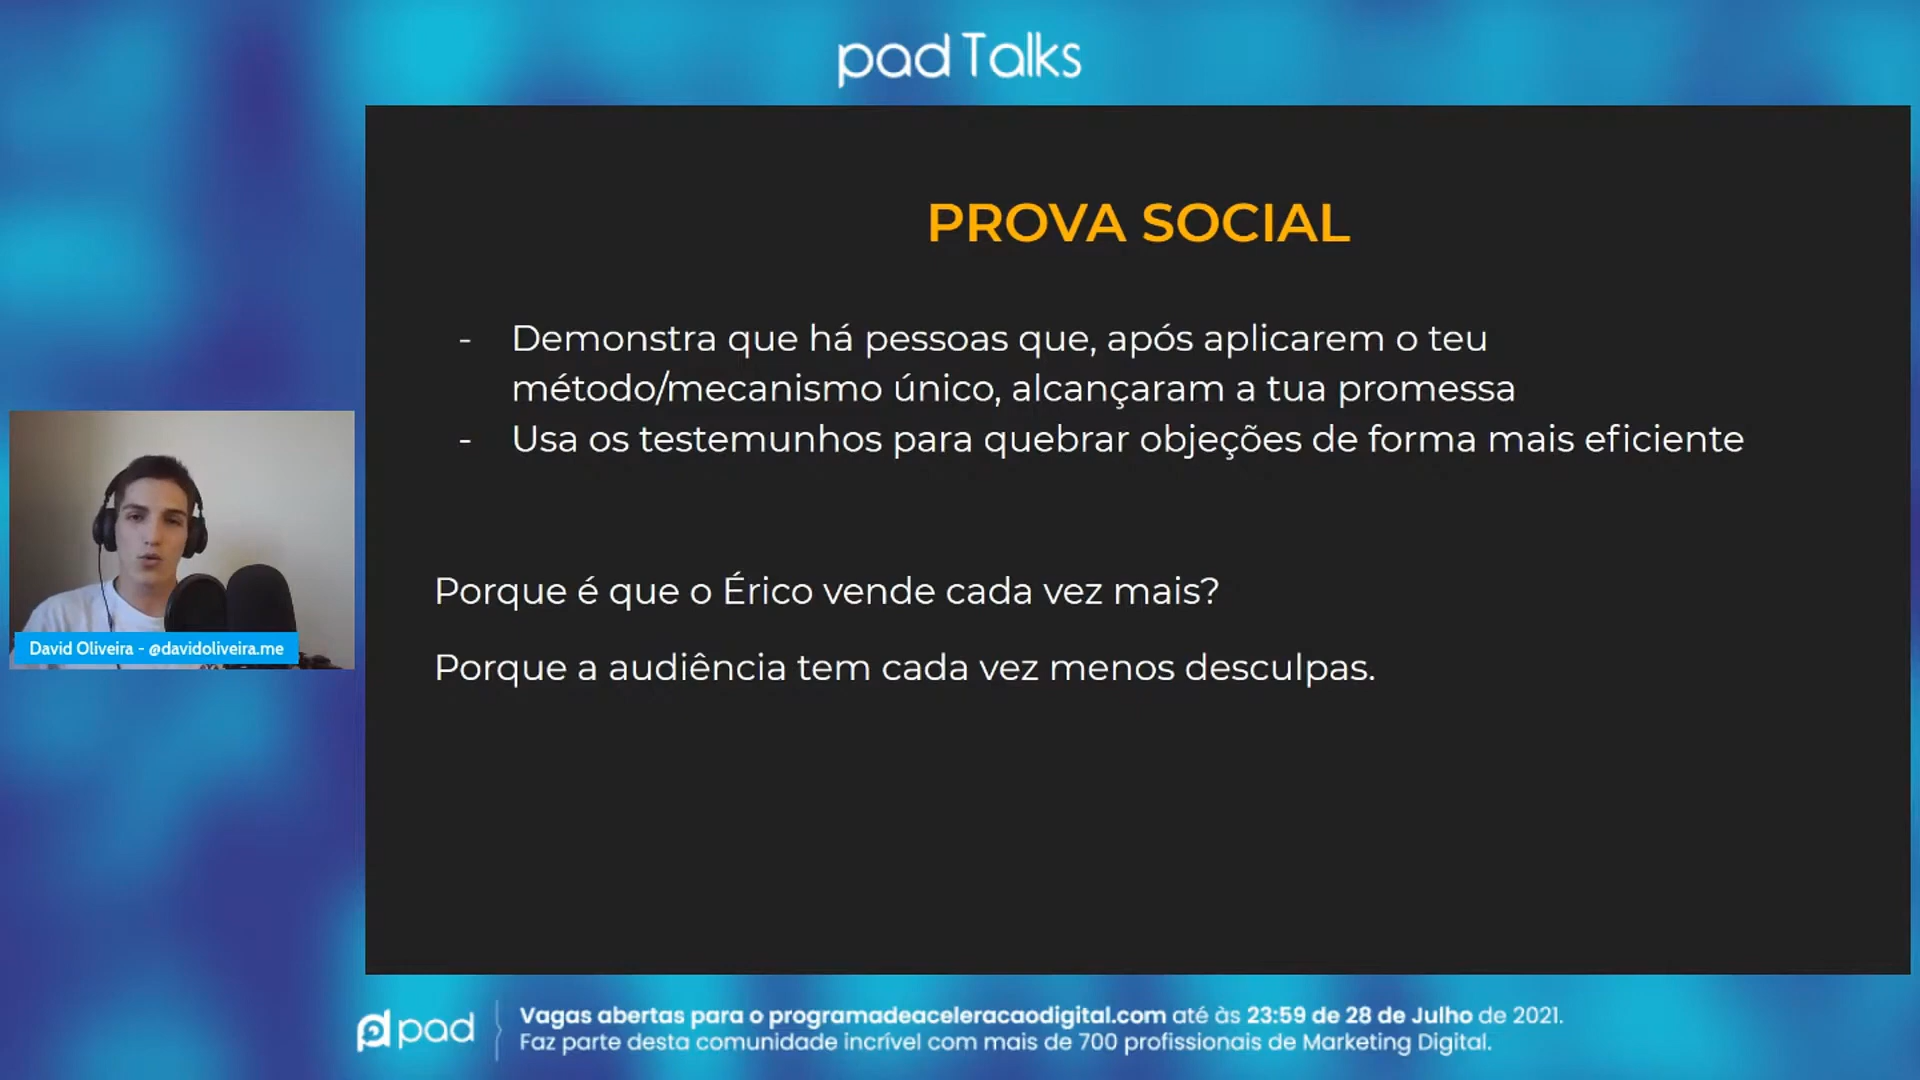 pad Talks
PROVA SOCIAL
- Demonstra que há pessoas que, após aplicarem o teu
método/mecanismo único, alcançaram a tua promessa
- Usa os testemunhos para quebrar objeções de forma mais eficiente
Porque é que o Érico vende cada vez mais?
Porque a audiência tem cada vez menos desculpas.
David Oliveira - @davidoliveira.me
pad
Vagas abertas para o programadeaceleracaodigital.com até às 23:59 de 28 de Julho de 2021.
Faz parte desta comunidade incrível com mais de 700 profissionais de Marketing Digital.